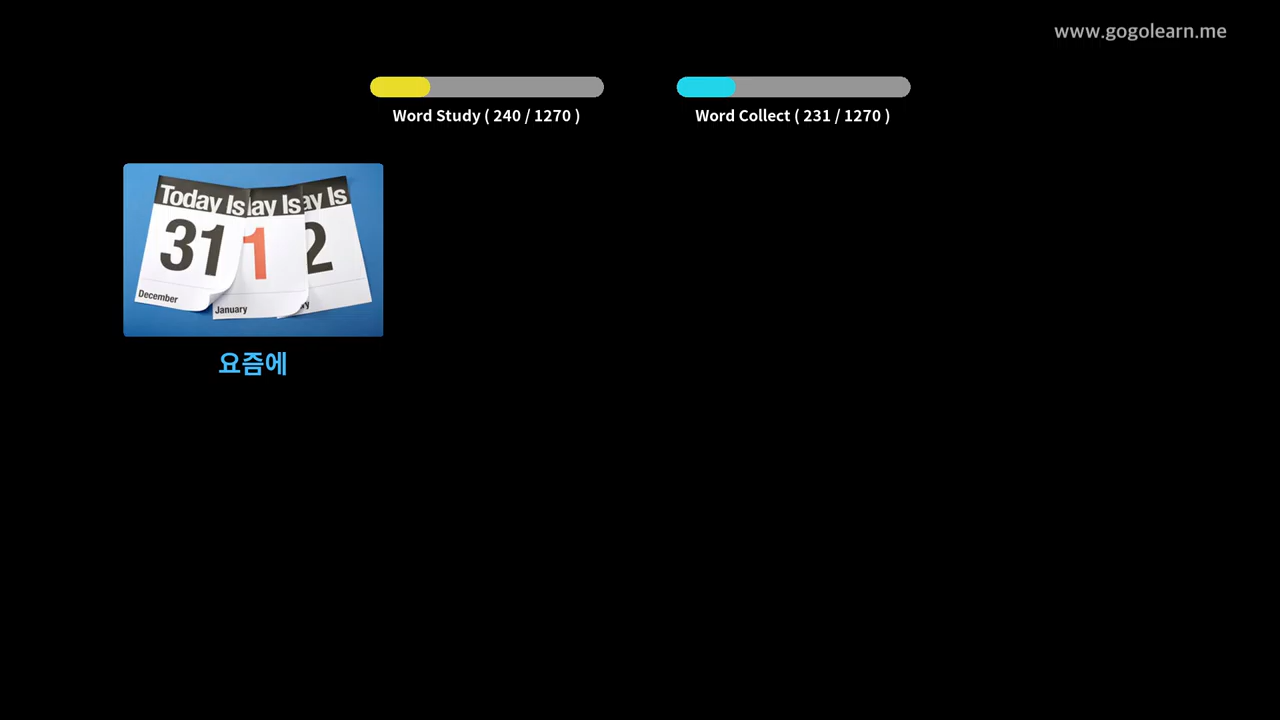 www.gogolearn.me
Word Study ( 240 / 1270 )
Word Collect ( 231 / 1270 )
Today Is
ay Is
ay Is
31
1
2
December
January
ry
요즘에